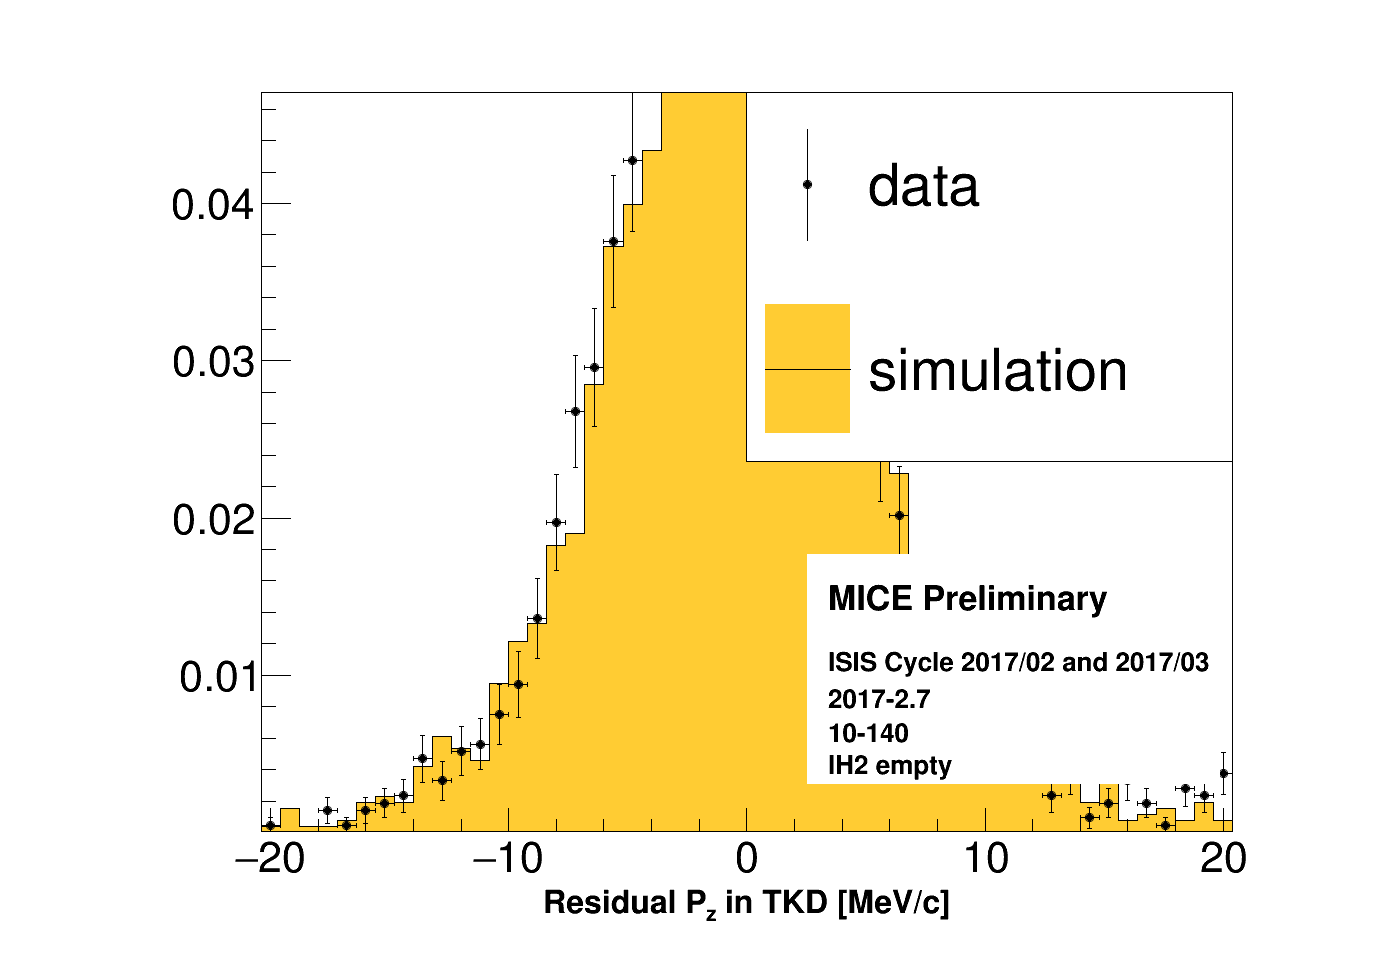 0.04
0.03
0.02
0.01
data
simulation
MICE Preliminary
ISIS Cycle 2017/02 and 2017/03
2017-2.7
10-140
IH2 empty
−20 −10 0 10 20
Residual Pz in TKD [MeV/c]